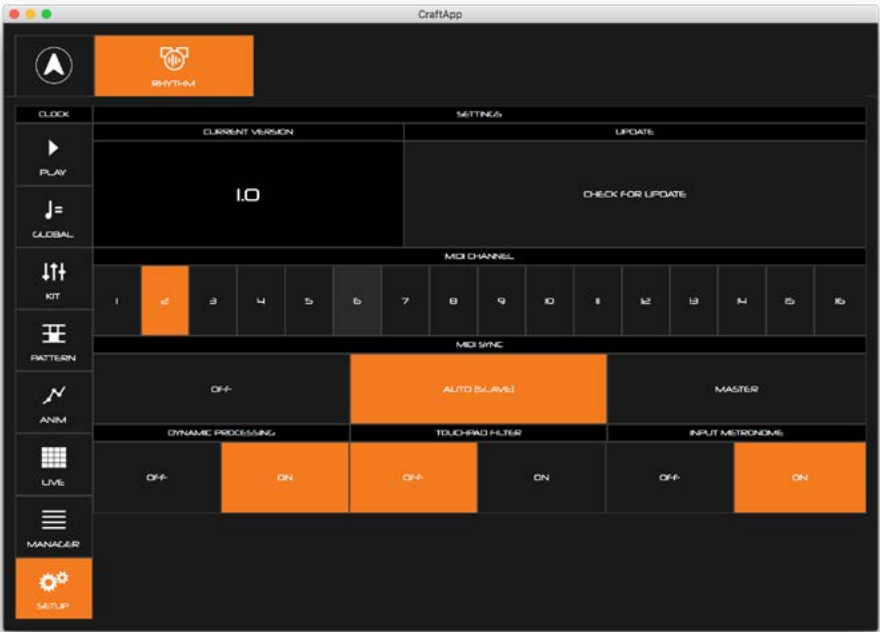 CraftApp
RHYTHM
CLOCK
SETTINGS
CURRENT VERSION UPDATE
PLAY
1.0 CHECK FOR UPDATE
GLOBAL
MIDI CHANNEL
KIT
1 2 3 4 5 6 7 8 9 10 11 12 13 14 15 16
MIDI SYNC
PATTERN
OFF AUTO (SLAVE) MASTER
ANIM
DYNAMIC PROCESSING TOUCHPAD FILTER INPUT METRONOME
LIVE
OFF ON OFF ON OFF ON
MANAGER
SETUP